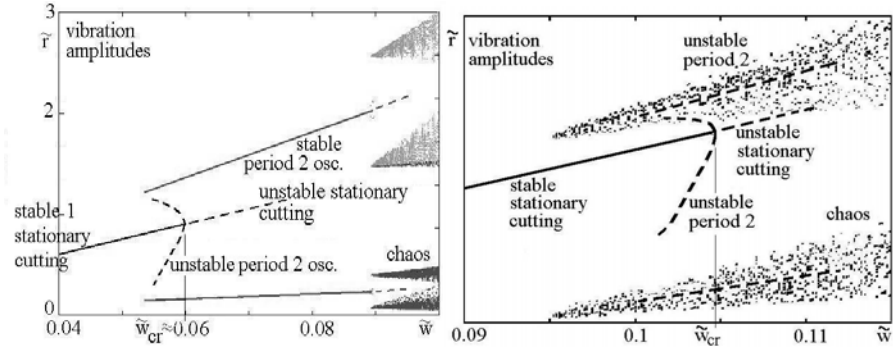 3
r̃
vibration
amplitudes
2
stable
period 2 osc.
unstable stationary
cutting
stable 1
stationary
cutting
unstable period 2 osc.
chaos
0
0.04
w̃cr≈0.06
0.08
w̃
r̃
vibration
amplitudes
unstable
period 2
unstable
stationary
cutting
stable
stationary
cutting
unstable
period 2
chaos
0.09
0.1
w̃cr
0.11
w̃